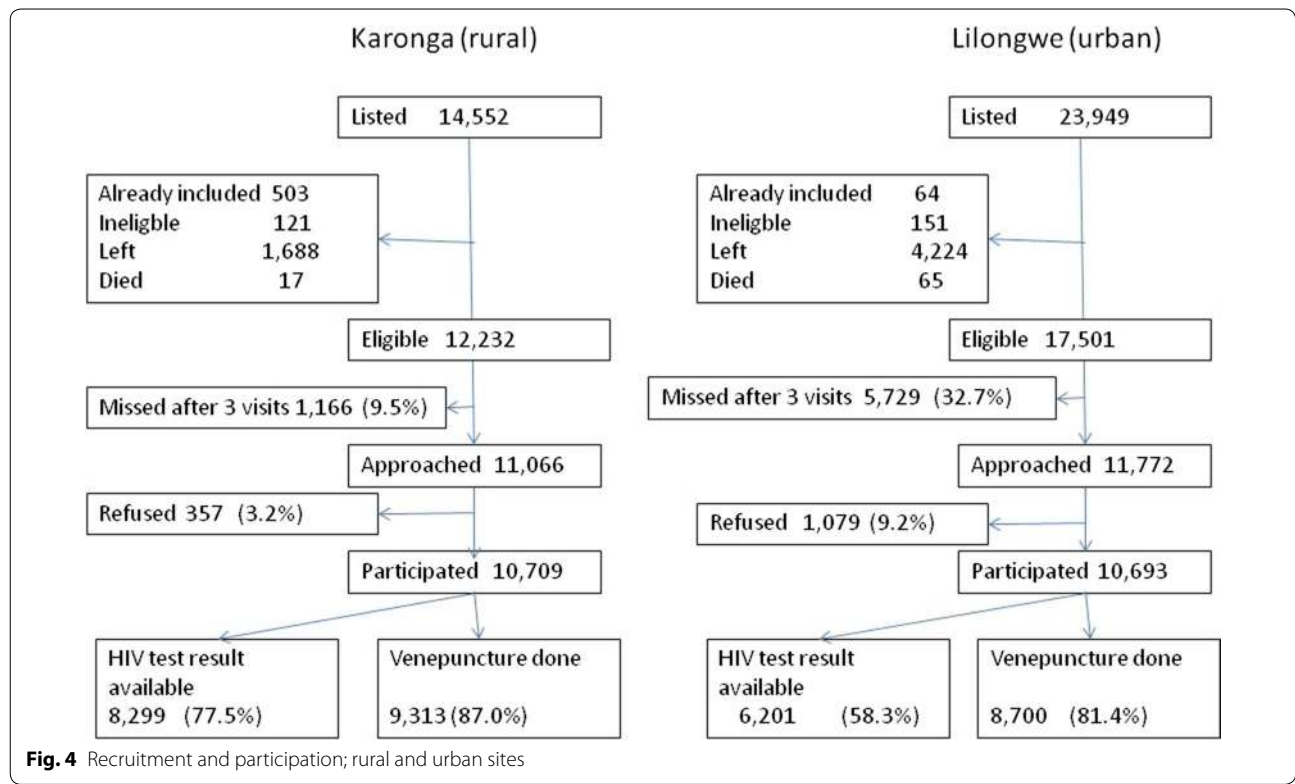 Karonga (rural)
Listed 14,552
Already included 503
Ineligble 121
Left 1,688
Died 17
Eligible 12,232
Missed after 3 visits 1,166 (9.5%)
Approached 11,066
Refused 357 (3.2%)
Participated 10,709
HIV test result
available
8,299 (77.5%)
Venepuncture done
9,313 (87.0%)
Lilongwe (urban)
Listed 23,949
Already included 64
Ineligble 151
Left 4,224
Died 65
Eligible 17,501
Missed after 3 visits 5,729 (32.7%)
Approached 11,772
Refused 1,079 (9.2%)
Participated 10,693
HIV test result
available
6,201 (58.3%)
Venepuncture done
8,700 (81.4%)
Fig. 4 Recruitment and participation; rural and urban sites